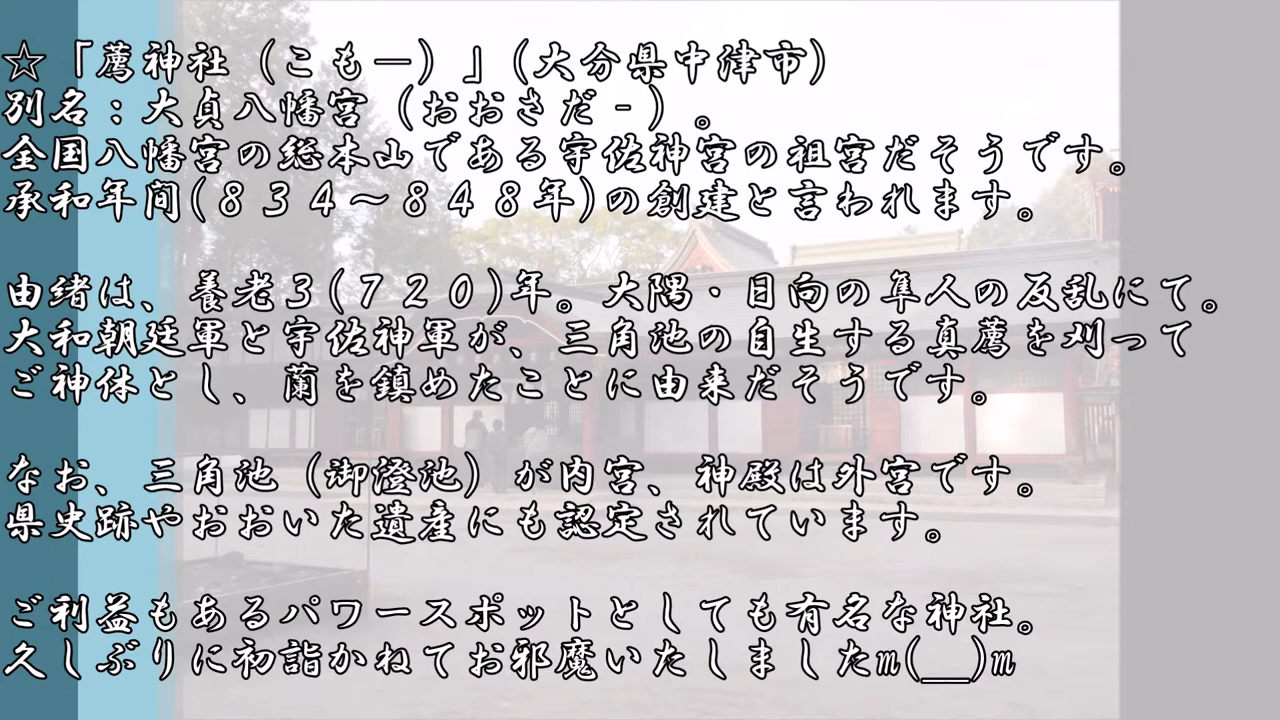 ☆「薦神社（こもー）」（大分県中津市）
別名：大貞八幡宮（おおさだ‐）。
全国八幡宮の総本山である宇佐神宮の祖宮だそうです。
承和年間(８３４～８４８年)の創建と言われます。
由緒は、養老３(７２０)年。大隅・日向の隼人の反乱にて。
大和朝廷軍と宇佐神軍が、三角池の自生する真薦を刈って
ご神体とし、蘭を鎮めたことに由来だそうです。
なお、三角池（御澄池）が内宮、神殿は外宮です。
県史跡やおおいた遺産にも認定されています。
ご利益もあるパワースポットとしても有名な神社。
久しぶりに初詣かねてお邪魔いたしましたm(__)m